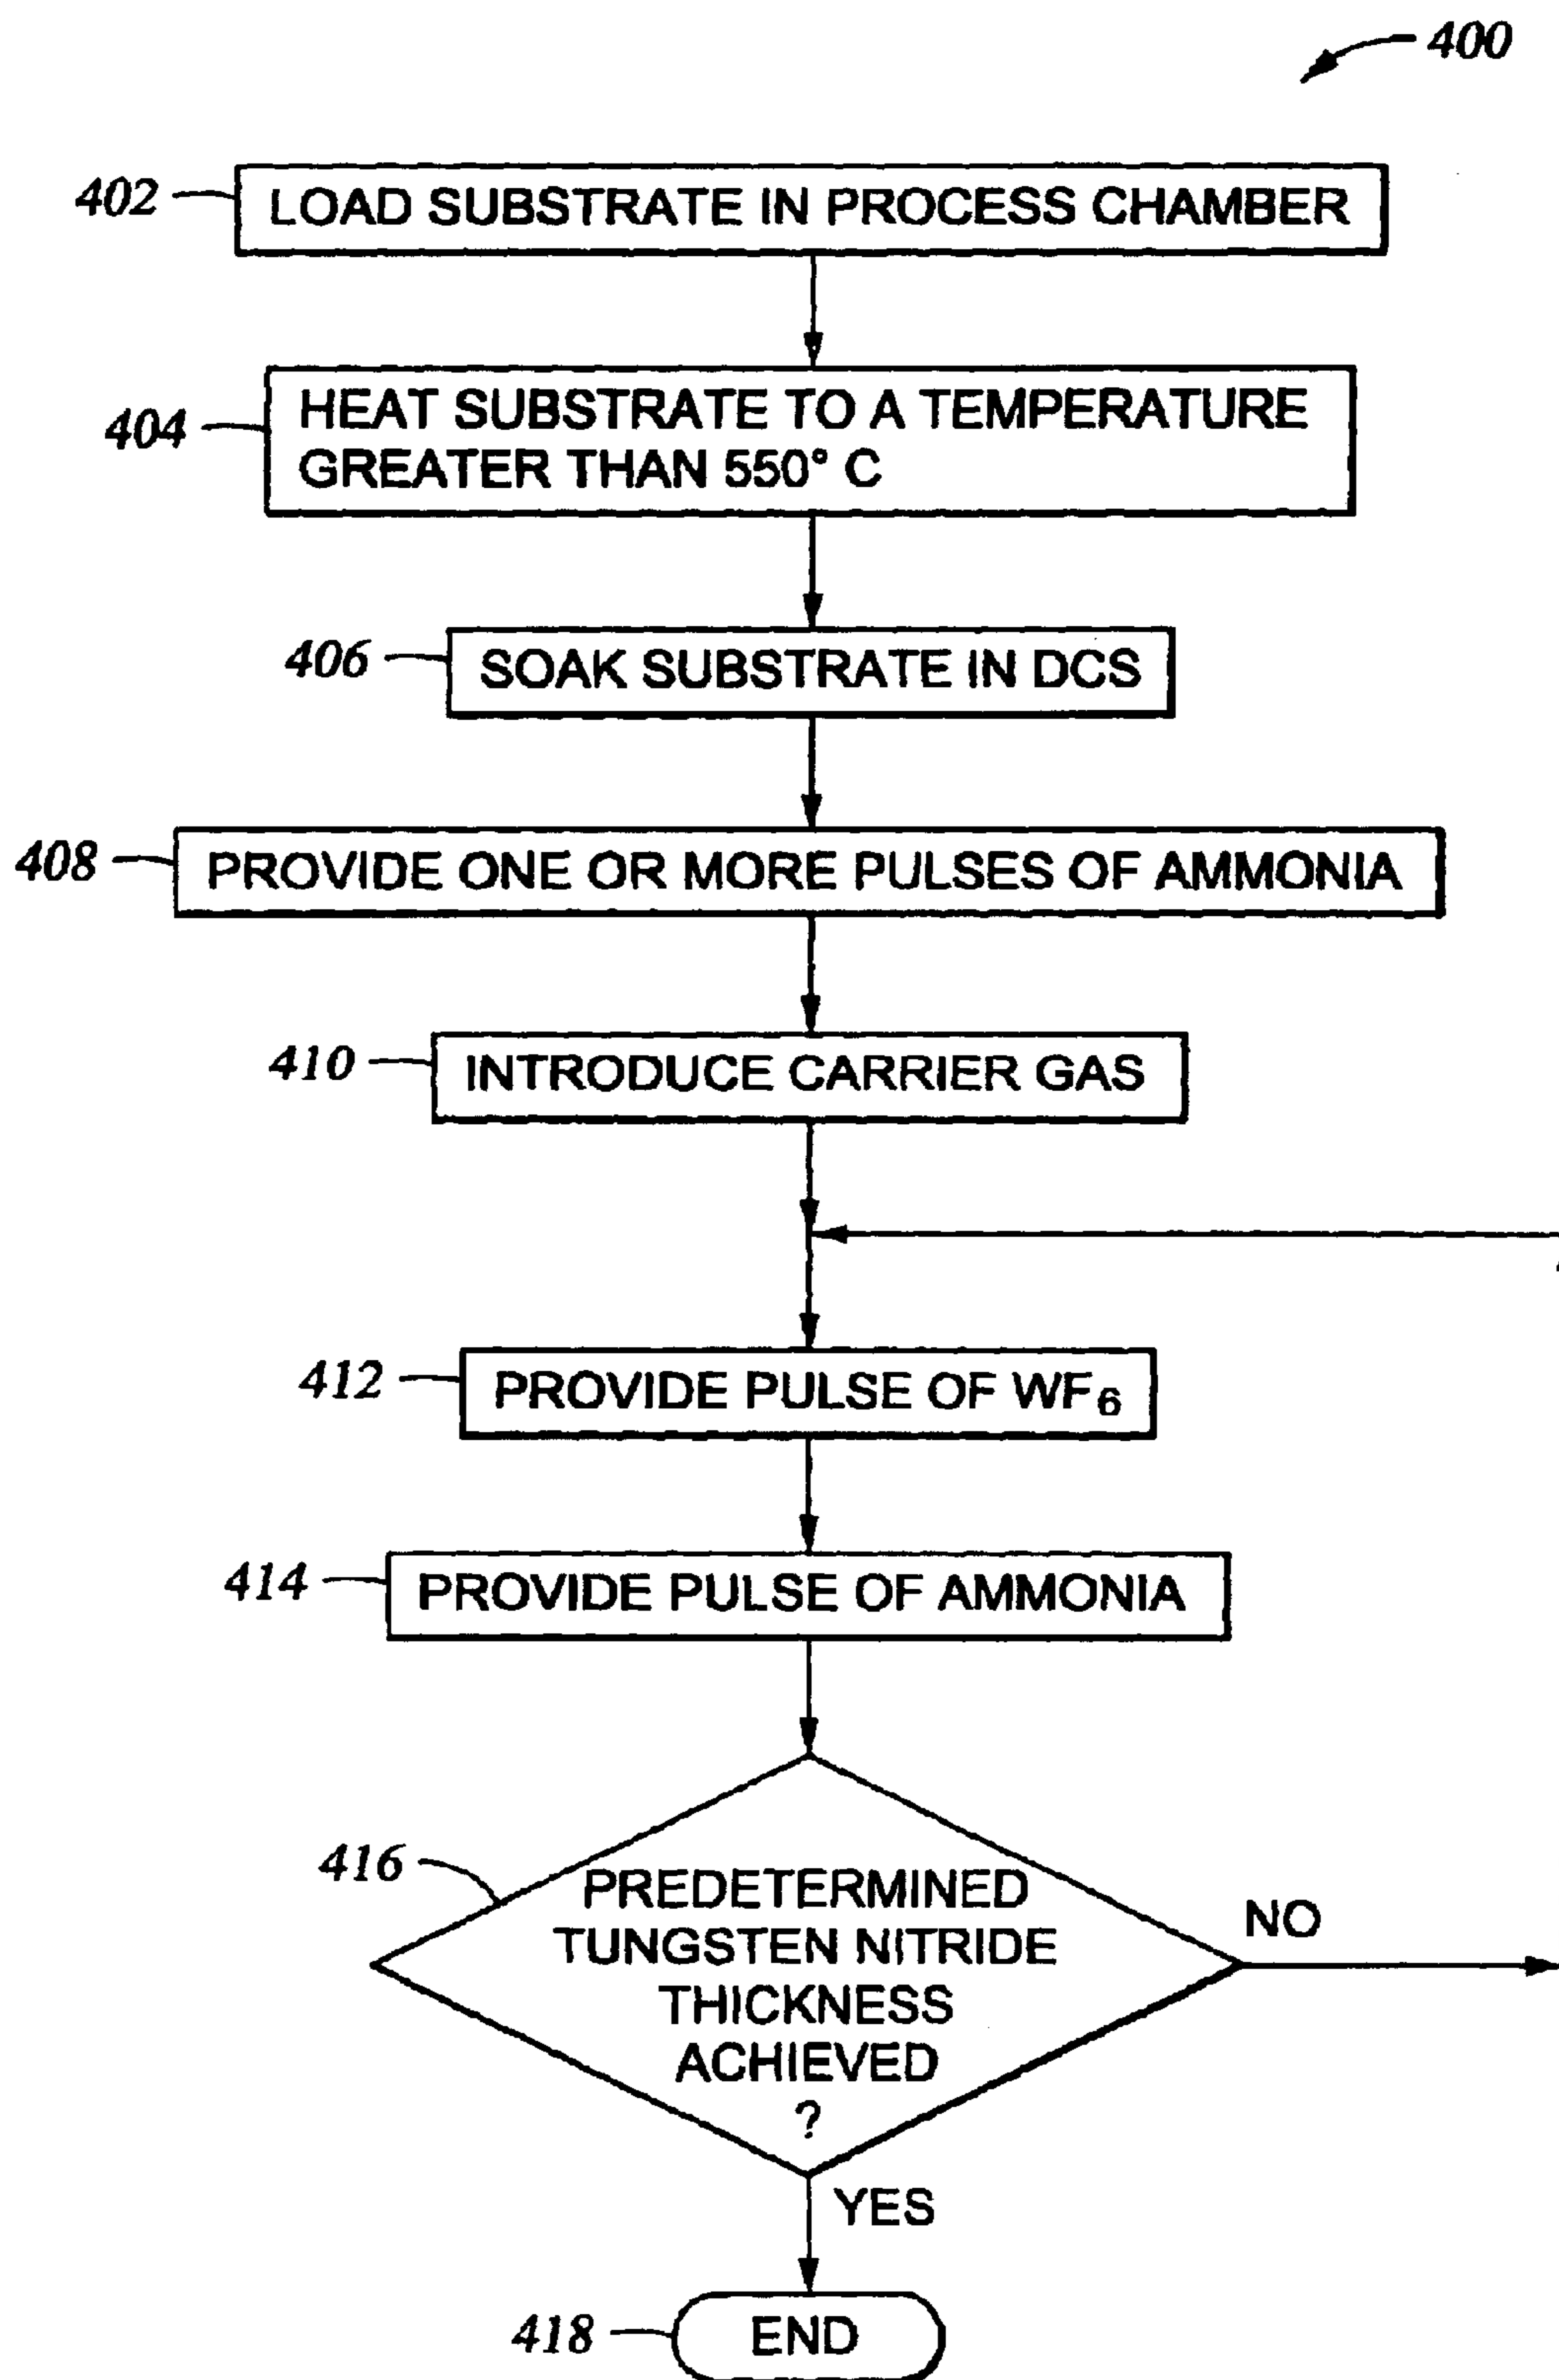 400
402 LOAD SUBSTRATE IN PROCESS CHAMBER
404 HEAT SUBSTRATE TO A TEMPERATURE
GREATER THAN 550° C
406 SOAK SUBSTRATE IN DCS
408 PROVIDE ONE OR MORE PULSES OF AMMONIA
410 INTRODUCE CARRIER GAS
412 PROVIDE PULSE OF WF₆
414 PROVIDE PULSE OF AMMONIA
416 PREDETERMINED
TUNGSTEN NITRIDE
THICKNESS
ACHIEVED
?
NO
YES
418 END